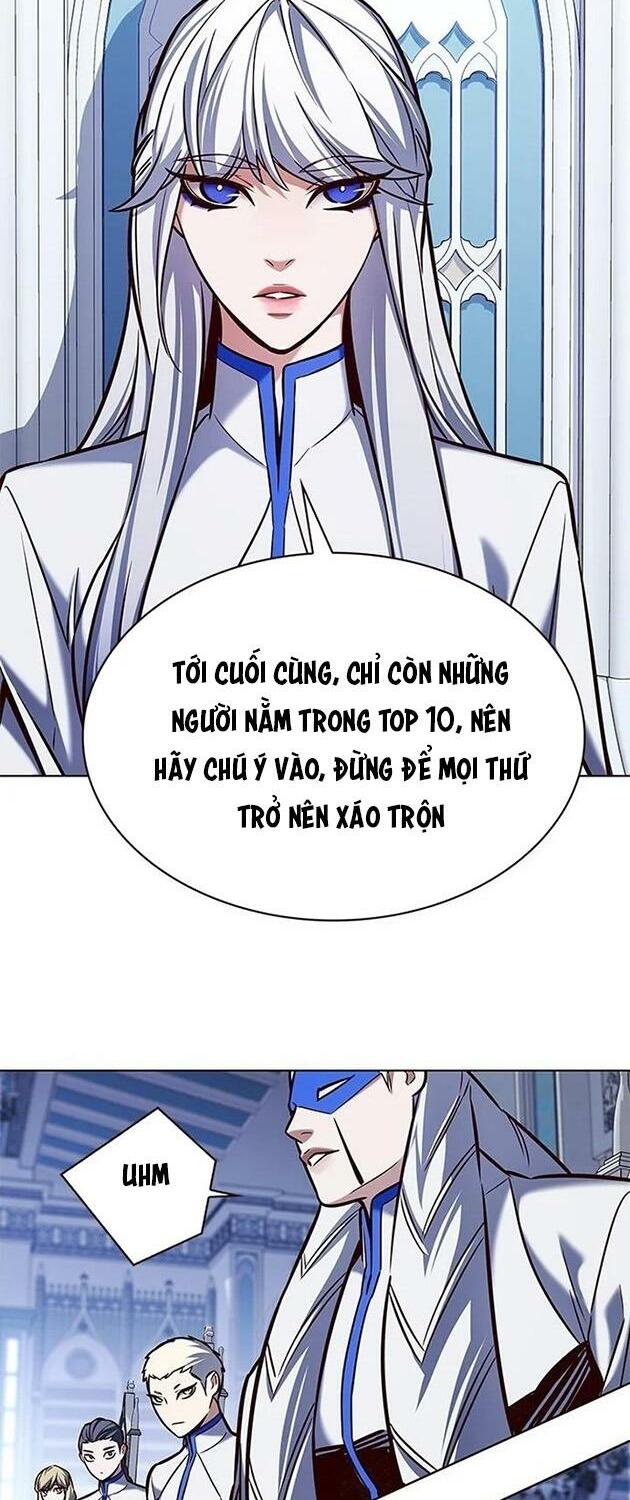 TỚI CUỐI CÙNG, CHỈ CÒN NHỮNG
NGƯỜI NẰM TRONG TOP 10, NÊN
HÃY CHÚ Ý VÀO, ĐỪNG ĐỂ MỌI THỨ
TRỞ NÊN XÁO TRỘN
UHM